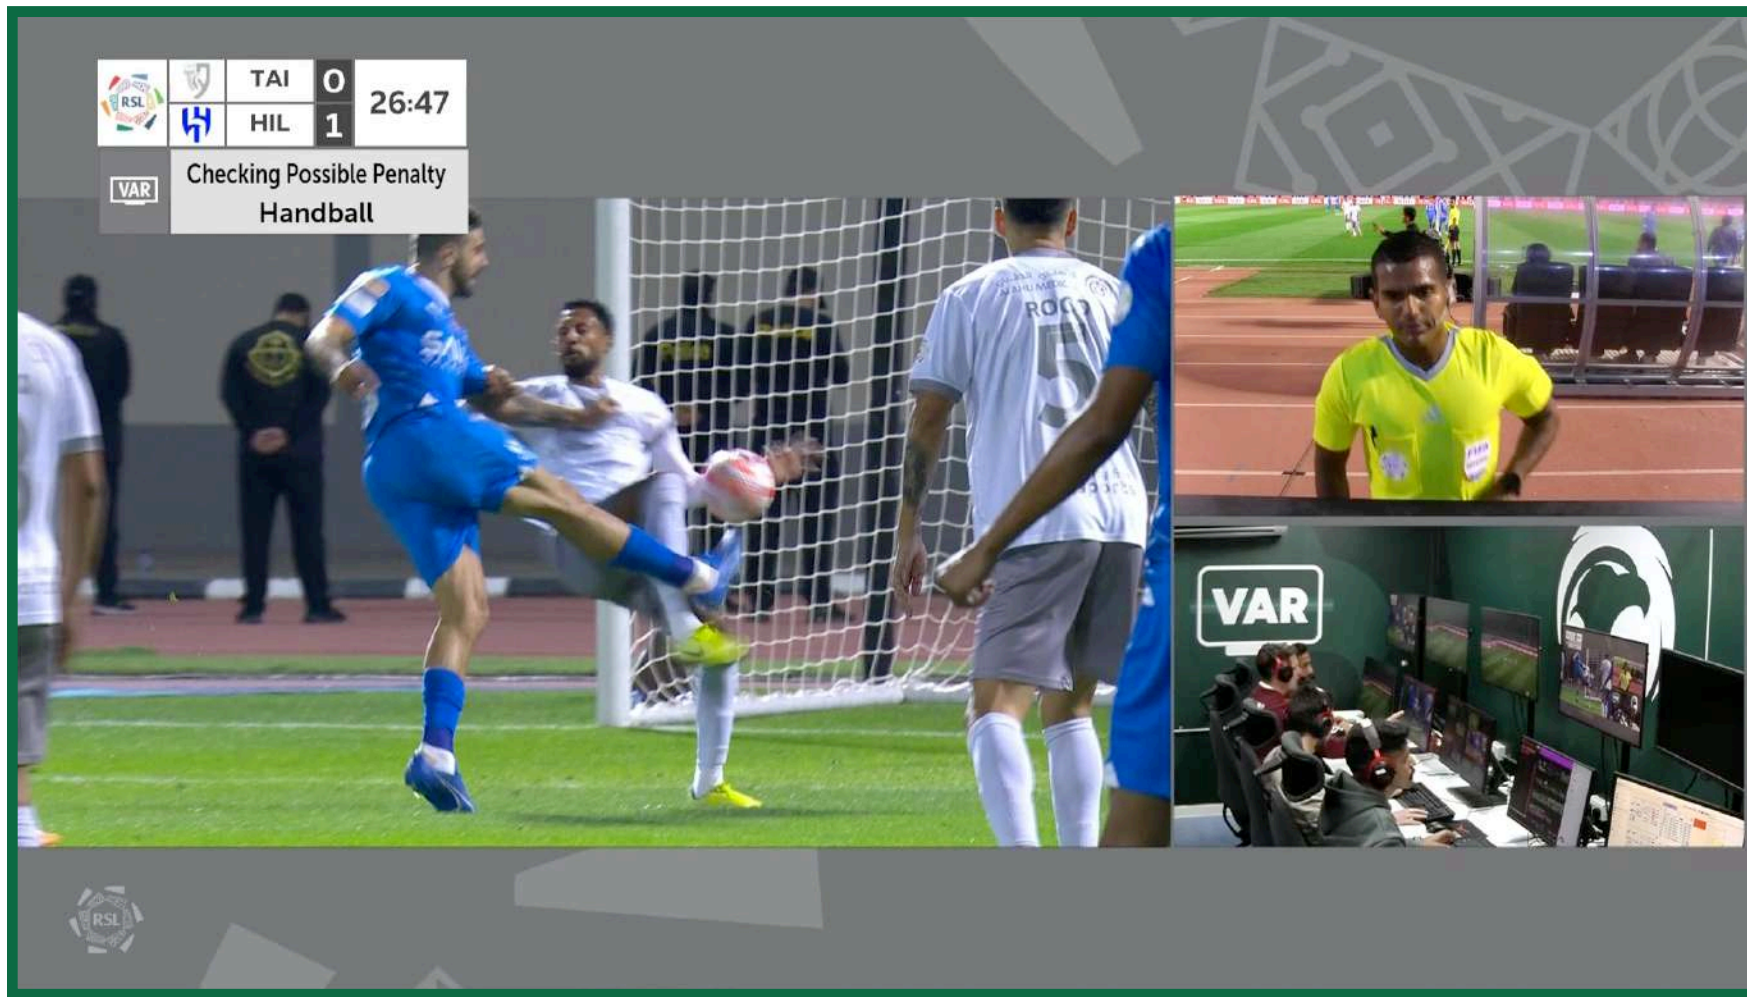 RSL
TAI 0
HIL 1
26:47
VAR
Checking Possible Penalty
Handball
ROCO
5
VAR
RSL